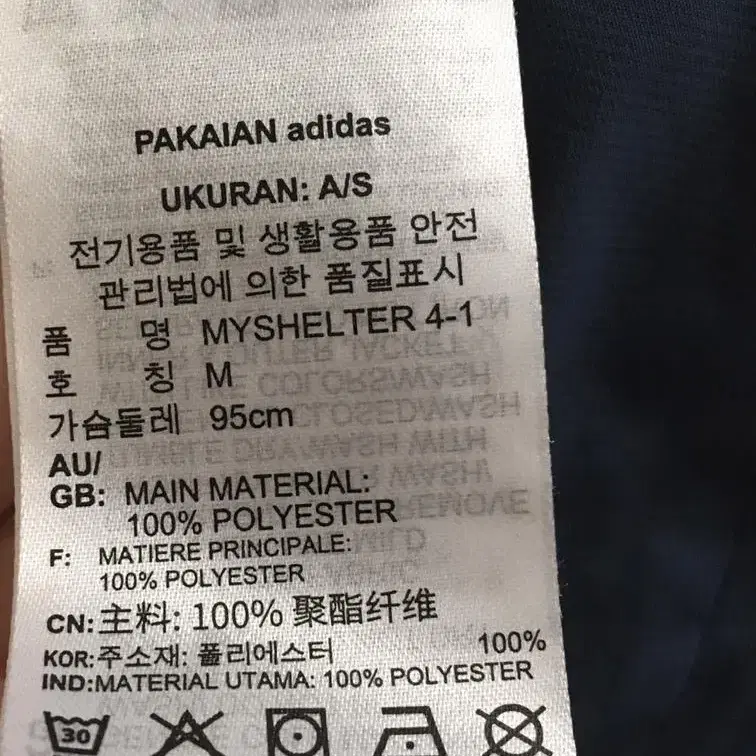 PAKAIAN adidas
UKURAN: A/S
전기용품 및 생활용품 안전
관리법에 의한 품질표시
품 명 MYSHELTER 4-1
호 칭 M
가슴둘레 95cm
AU/
GB: MAIN MATERIAL:
100% POLYESTER
F: MATIERE PRINCIPALE:
100% POLYESTER
CN: 主料: 100% 聚酯纤维
KOR: 주소재: 폴리에스터 100%
IND: MATERIAL UTAMA: 100% POLYESTER
30